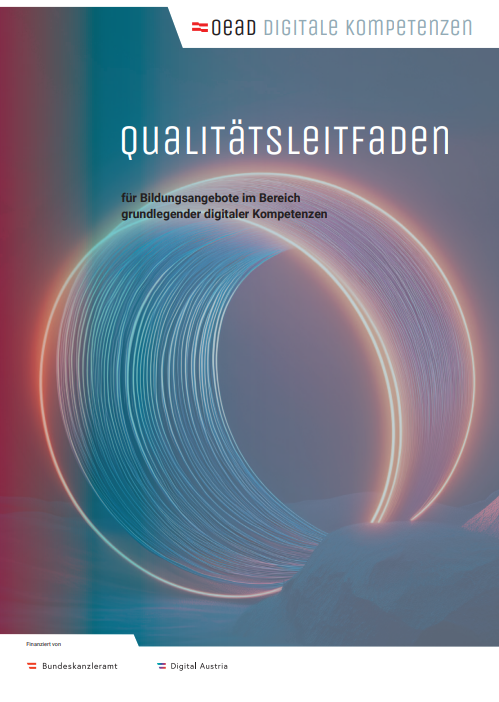 oead DIGITALE KOMPETENZEN
QUALITÄTSLEITFADEN
für Bildungsangebote im Bereich
grundlegender digitaler Kompetenzen
Finanziert von
Bundeskanzleramt
Digital Austria